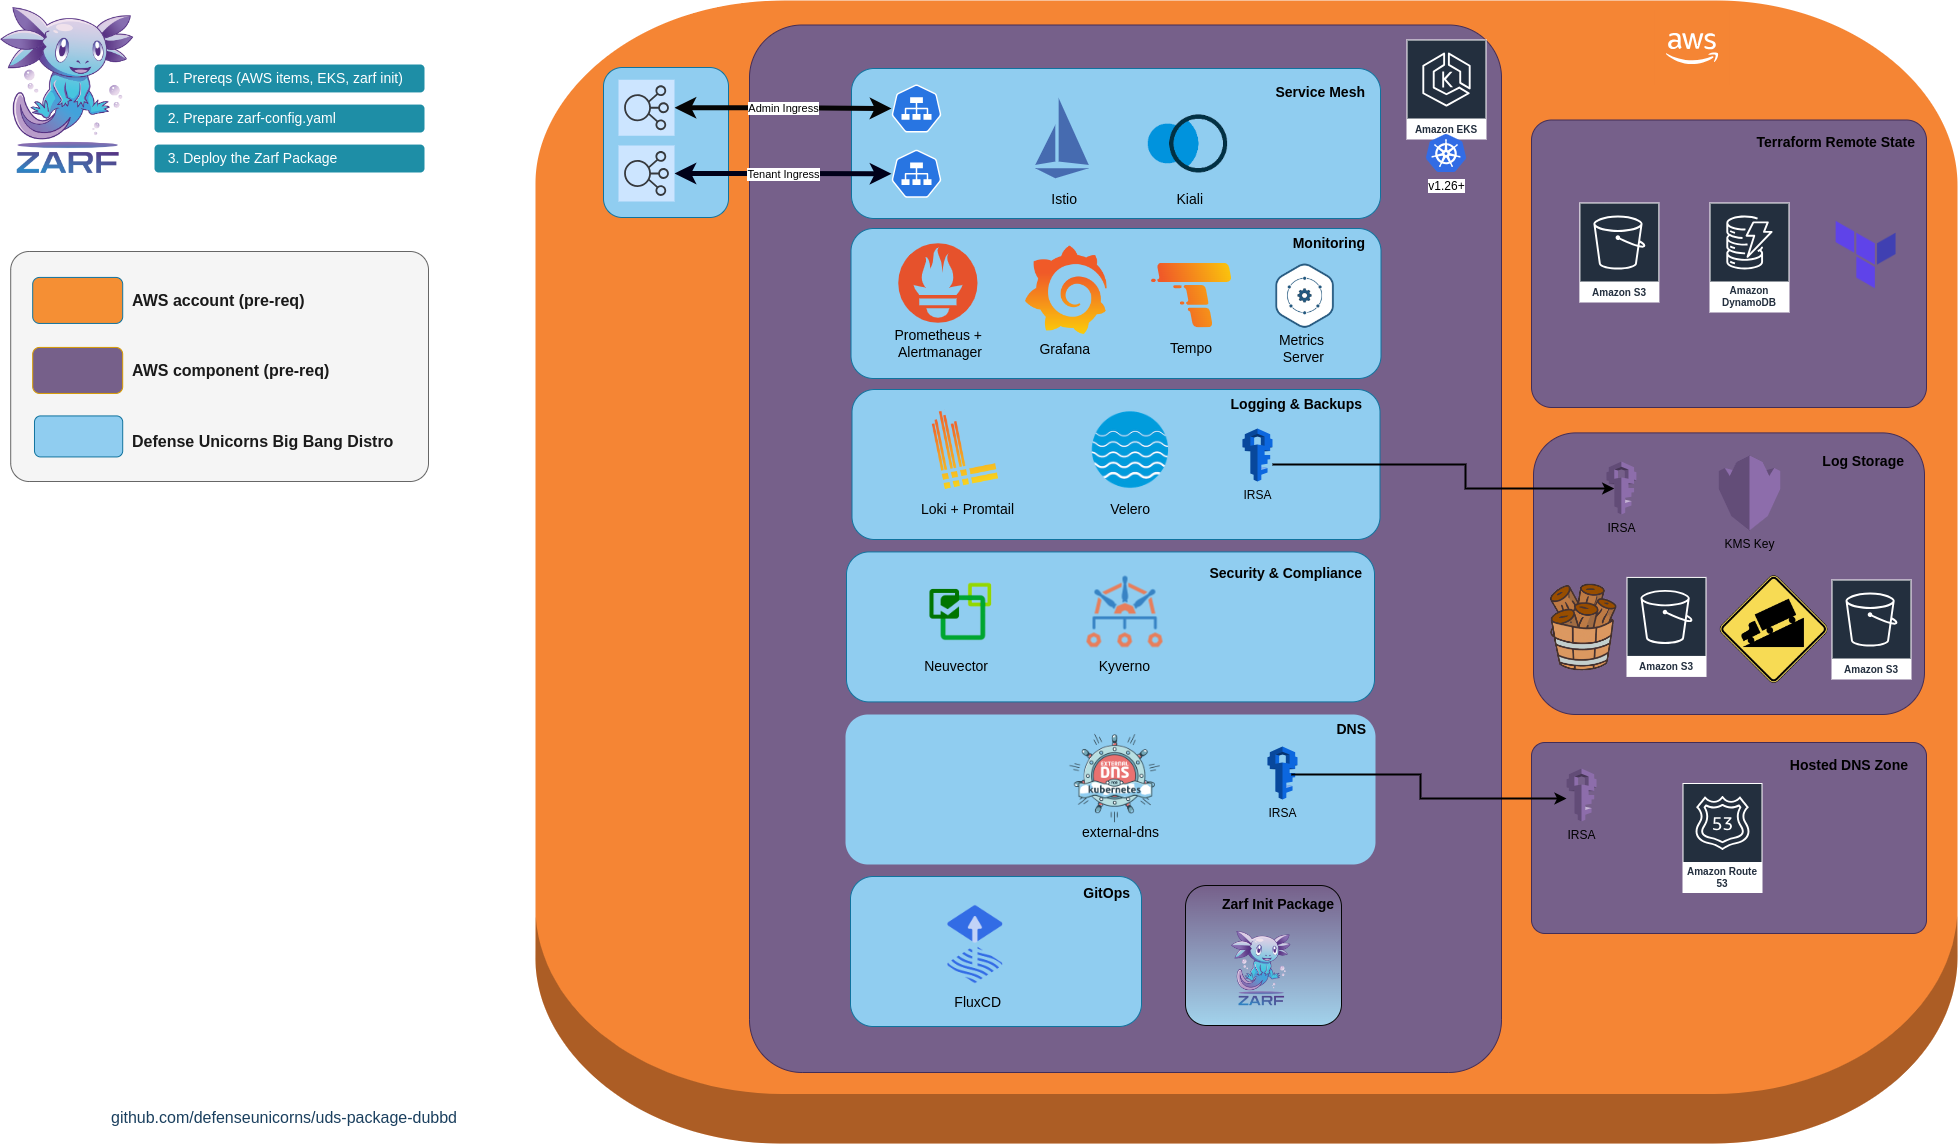 ZARF
1. Prereqs (AWS items, EKS, zarf init)
2. Prepare zarf-config.yaml
3. Deploy the Zarf Package
AWS account (pre-req)
AWS component (pre-req)
Defense Unicorns Big Bang Distro
github.com/defenseunicorns/uds-package-dubbd
Admin Ingress
Tenant Ingress
Service Mesh
Istio
Kiali
Amazon EKS
v1.26+
aws
Monitoring
Prometheus +
Alertmanager
Grafana
Tempo
Metrics
Server
Logging & Backups
Loki + Promtail
Velero
IRSA
Security & Compliance
Neuvector
Kyverno
DNS
EXTERNAL
DNS
kubernetes
external-dns
IRSA
GitOps
FluxCD
Zarf Init Package
ZARF
Terraform Remote State
Amazon S3
Amazon
DynamoDB
Log Storage
IRSA
KMS Key
Amazon S3
Amazon S3
Hosted DNS Zone
IRSA
53
Amazon Route
53